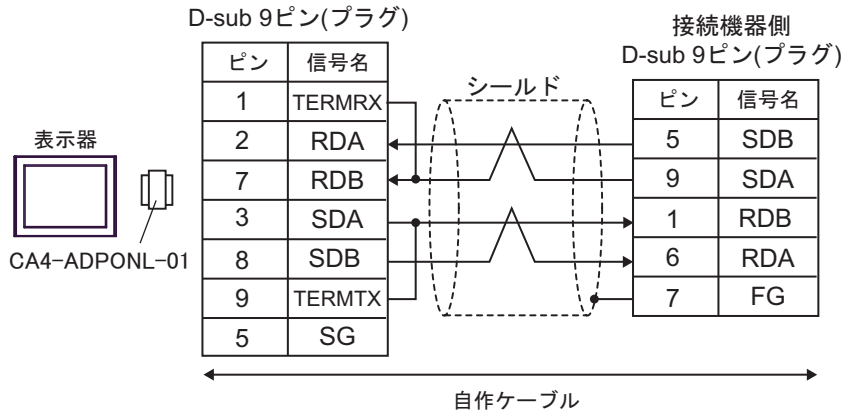 D-sub 9ピン(プラグ)
接続機器側
D-sub 9ピン(プラグ)
ピン 信号名
1 TERMRX
2 RDA
7 RDB
3 SDA
8 SDB
9 TERMTX
5 SG
シールド
ピン 信号名
5 SDB
9 SDA
1 RDB
6 RDA
7 FG
表示器
CA4-ADPONL-01
自作ケーブル